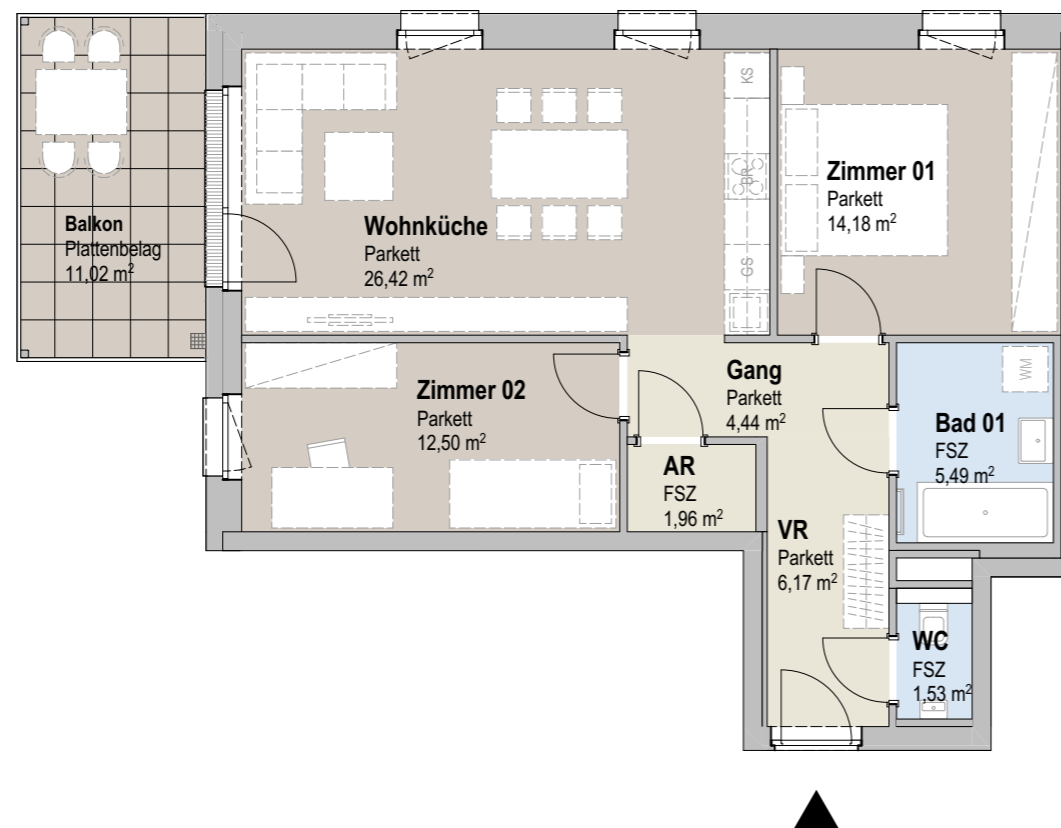 KS
BR
GS
Zimmer 01
Parkett
14,18 m²
Balkon
Plattenbelag
11,02 m²
Wohnküche
Parkett
26,42 m²
Zimmer 02
Parkett
12,50 m²
Gang
Parkett
4,44 m²
WM
Bad 01
FSZ
5,49 m²
AR
FSZ
1,96 m²
VR
Parkett
6,17 m²
WC
FSZ
1,53 m²